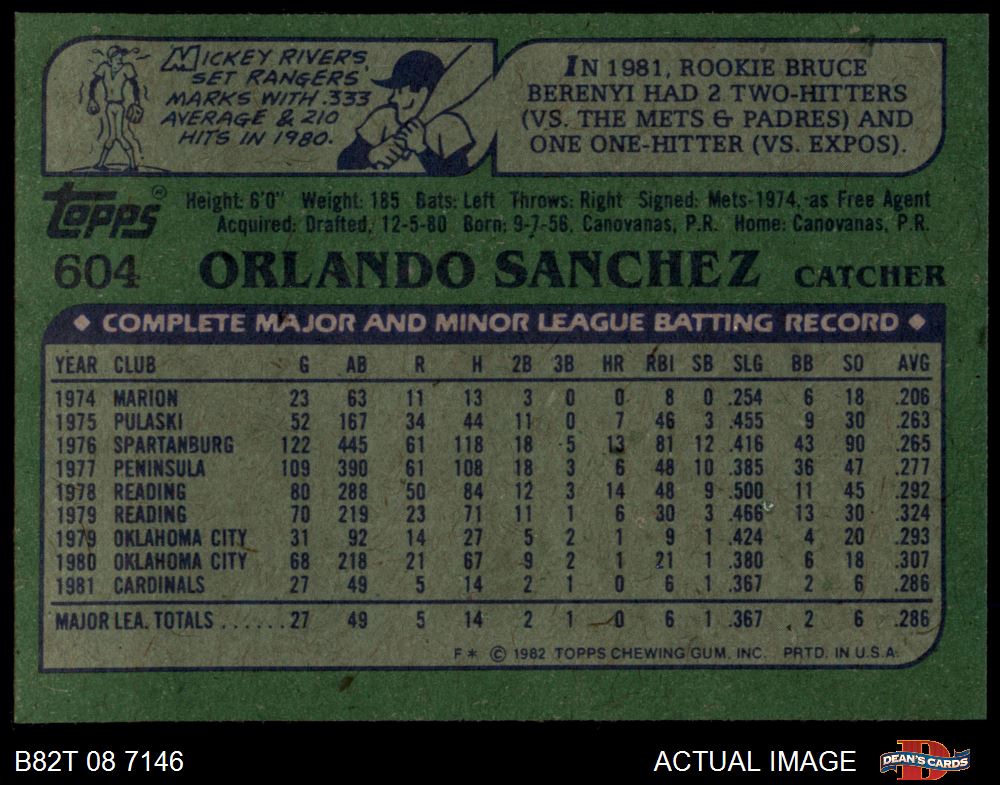 MICKEY RIVERS
SET RANGERS'
MARKS WITH .333
AVERAGE & 210
HITS IN 1980.
IN 1981, ROOKIE BRUCE
BERENYI HAD 2 TWO-HITTERS
(VS. THE METS & PADRES) AND
ONE ONE-HITTER (VS. EXPOS).
TOPPS®
Height: 6'0" Weight: 185 Bats: Left Throws: Right Signed: Mets-1974, as Free Agent
Acquired: Drafted, 12-5-80 Born: 9-7-56, Canovanas, P.R. Home: Canovanas, P.R.
604 ORLANDO SANCHEZ CATCHER
◆ COMPLETE MAJOR AND MINOR LEAGUE BATTING RECORD ◆
YEAR CLUB G AB R H 2B 3B HR RBI SB SLG BB SO AVG
1974 MARION 23 63 11 13 3 0 0 8 0 .254 6 18 .206
1975 PULASKI 52 167 34 44 11 0 7 46 3 .455 9 30 .263
1976 SPARTANBURG 122 445 61 118 18 5 13 81 12 .416 43 90 .265
1977 PENINSULA 109 390 61 108 18 3 6 48 10 .385 36 47 .277
1978 READING 80 288 50 84 12 3 14 48 9 .500 11 45 .292
1979 READING 70 219 23 71 11 1 6 30 3 .466 13 30 .324
1979 OKLAHOMA CITY 31 92 14 27 5 2 1 9 1 .424 4 20 .293
1980 OKLAHOMA CITY 68 218 21 67 9 2 1 21 1 .380 6 18 .307
1981 CARDINALS 27 49 5 14 2 1 0 6 1 .367 2 6 .286
MAJOR LEA. TOTALS ......27 49 5 14 2 1 0 6 1 .367 2 6 .286
F* © 1982 TOPPS CHEWING GUM, INC. PRTD. IN U.S.A.
B82T 08 7146 ACTUAL IMAGE DEAN'S CARDS